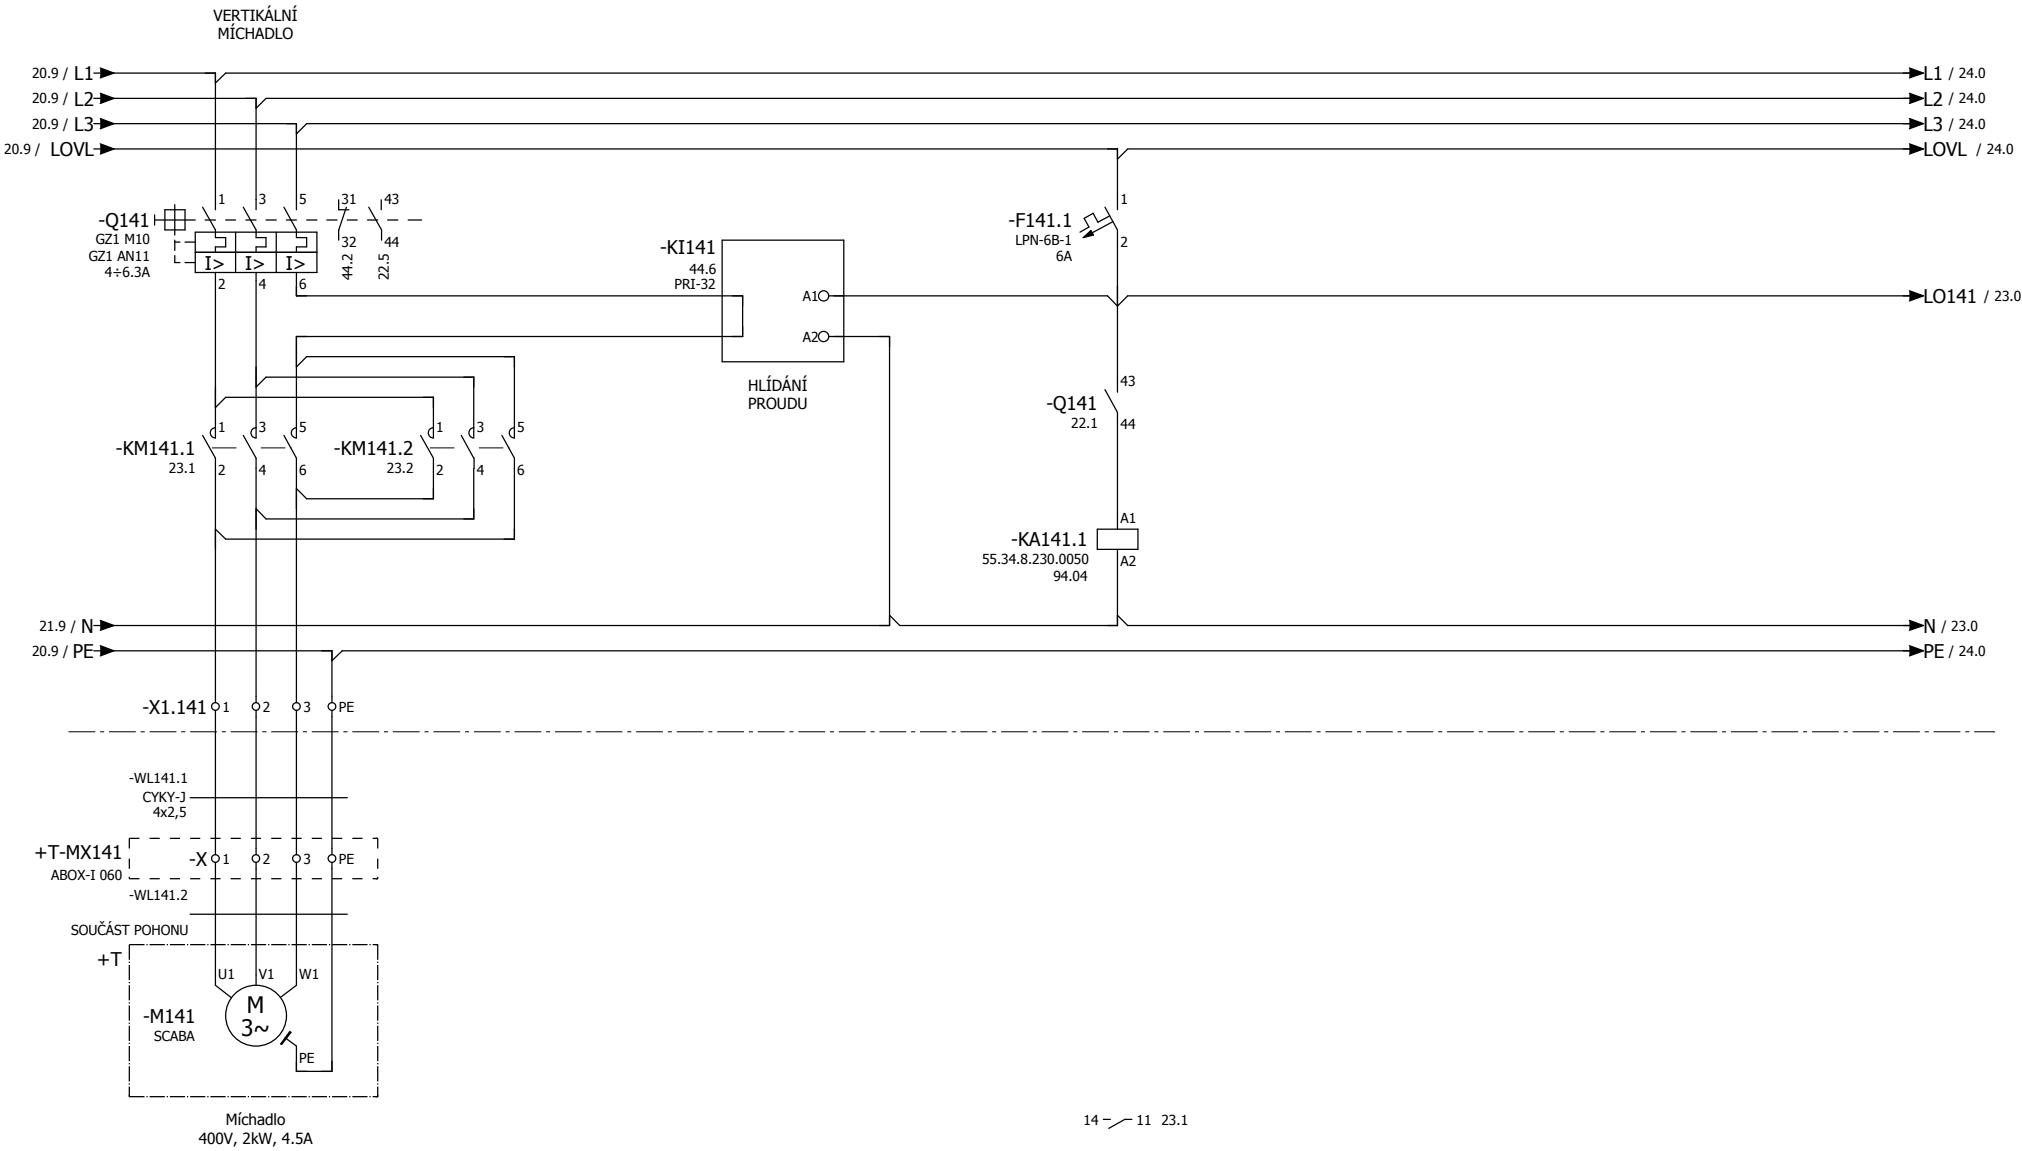 VERTIKÁLNÍ
MÍCHADLO
20.9 / L1
L1 / 24.0
20.9 / L2
L2 / 24.0
20.9 / L3
L3 / 24.0
20.9 / LOVL
LOVL / 24.0
-Q141
GZ1 M10
GZ1 AN11
4÷6.3A
1
3
5
31
43
32
44
44.2
22.5
I>
I>
I>
2
4
6
-KI141
44.6
PRI-32
A1
A2
HLÍDÁNÍ
PROUDU
-F141.1
LPN-6B-1
6A
1
2
LO141 / 23.0
-Q141
22.1
43
44
-KM141.1
23.1
1
3
5
2
4
6
-KM141.2
23.2
1
3
5
2
4
6
-KA141.1
55.34.8.230.0050
94.04
A1
A2
21.9 / N
N / 23.0
20.9 / PE
PE / 24.0
-X1.141
1
2
3
PE
-WL141.1
CYKY-J
4x2,5
+T-MX141
ABOX-I 060
-X
1
2
3
PE
-WL141.2
SOUČÁST POHONU
+T
U1
V1
W1
-M141
SCABA
M
3~
PE
Míchadlo
400V, 2kW, 4.5A
14
11 23.1